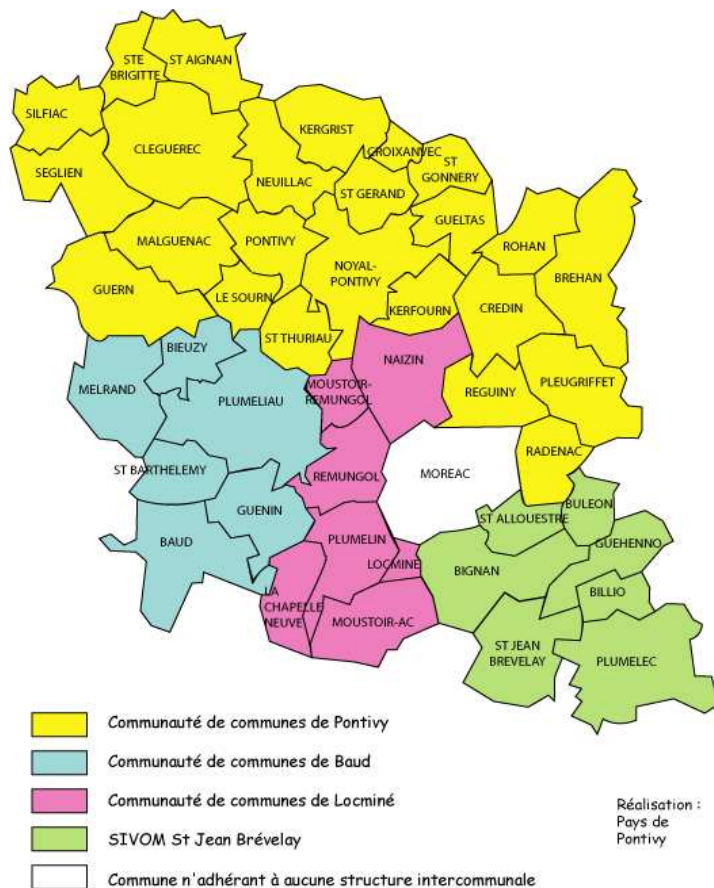 STE
BRIGITTE
ST AIGNAN
SILFIAC
CLEGUEREC
KERGRIST
CROIXANVEC
ST
GONNERY
SEGLIEN
NEUILLAC
ST GERAND
GUELTAS
MALGUENAC
PONTIVY
ROHAN
BREHAN
NOYAL-
PONTIVY
GUERN
LE SOURN
KERFOURN
CREDIN
ST THURIAU
BIEUZY
NAIZIN
MELRAND
MOUSTOIR-
REMUNGOL
PLEUGRIFFET
REGUINY
PLUMELIAU
RADENAC
ST BARTHELEMY
REMUNGOL
MOREAC
BULEON
ST ALLOUESTRE
GUENIN
GUEHENNO
BAUD
PLUMELIN
LOCMINE
BIGNAN
BILLIO
LA
CHAPELLE
NEUVE
MOUSTOIR-AC
ST JEAN
BREVELAY
PLUMELEC
Communauté de communes de Pontivy
Communauté de communes de Baud
Communauté de communes de Locminé
SIVOM St Jean Brévelay
Commune n'adhérant à aucune structure intercommunale
Réalisation :
Pays de
Pontivy